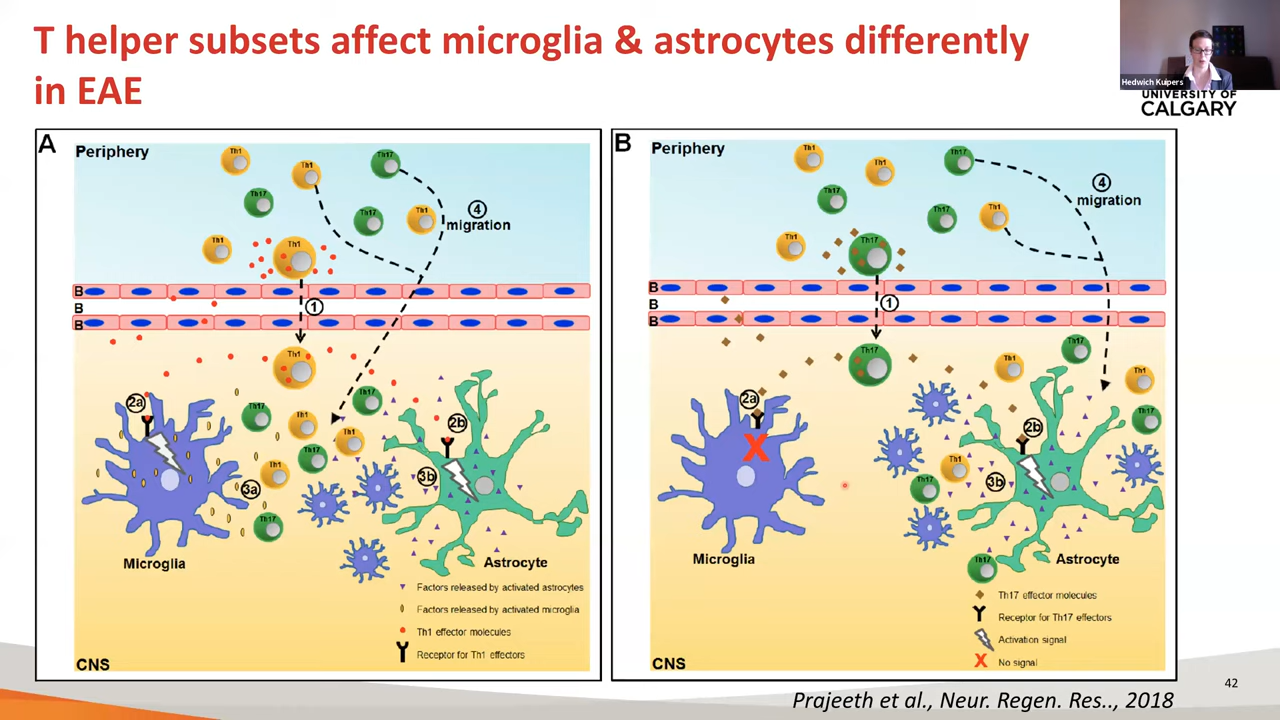 T helper subsets affect microglia & astrocytes differently
in EAE
Hedwich Kuipers
UNIVERSITY OF
CALGARY
A
Periphery
Th1
Th1
Th17
Th17
Th17
Th1
Th1
Th1
4
migration
B
B
B
1
Th1
2a
Th17
Th1
Th17
Th1
2b
Th17
Th1
3a
3b
Th17
Microglia
Astrocyte
Factors released by activated astrocytes
Factors released by activated microglia
Th1 effector molecules
Receptor for Th1 effectors
CNS
B
Periphery
Th1
Th1
Th17
Th17
Th17
Th1
Th1
Th17
4
migration
B
B
B
1
Th17
Th17
Th1
Th1
2a
2b
Th17
Th1
Th17
3b
Microglia
Astrocyte
Th17
Th17 effector molecules
Receptor for Th17 effectors
Activation signal
X No signal
CNS
42
Prajeeth et al., Neur. Regen. Res.., 2018